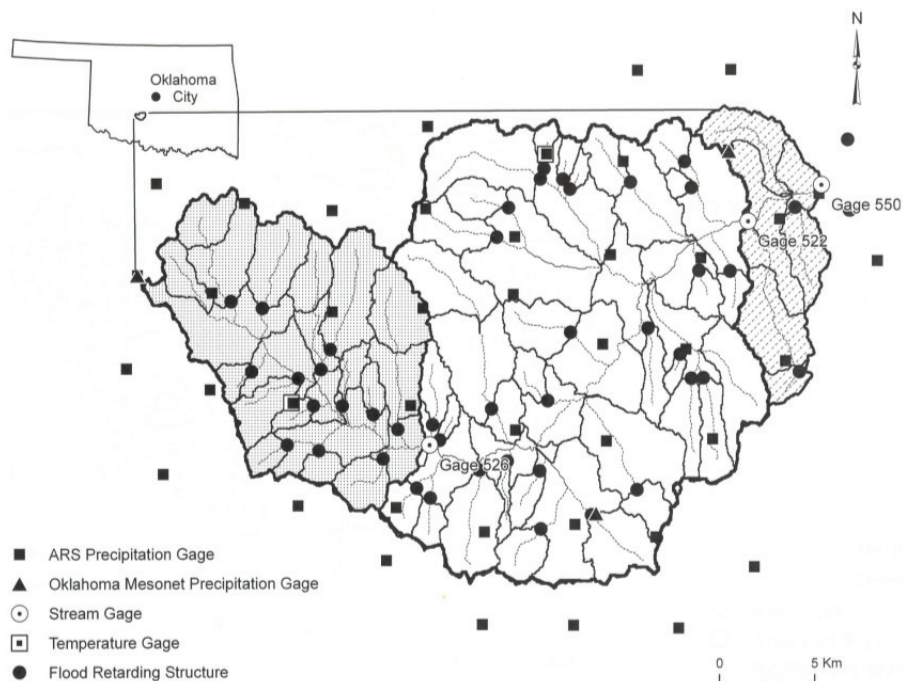 N
Oklahoma
City
Gage 550
Gage 522
Gage 526
ARS Precipitation Gage
Oklahoma Mesonet Precipitation Gage
Stream Gage
Temperature Gage
Flood Retarding Structure
0 5 Km